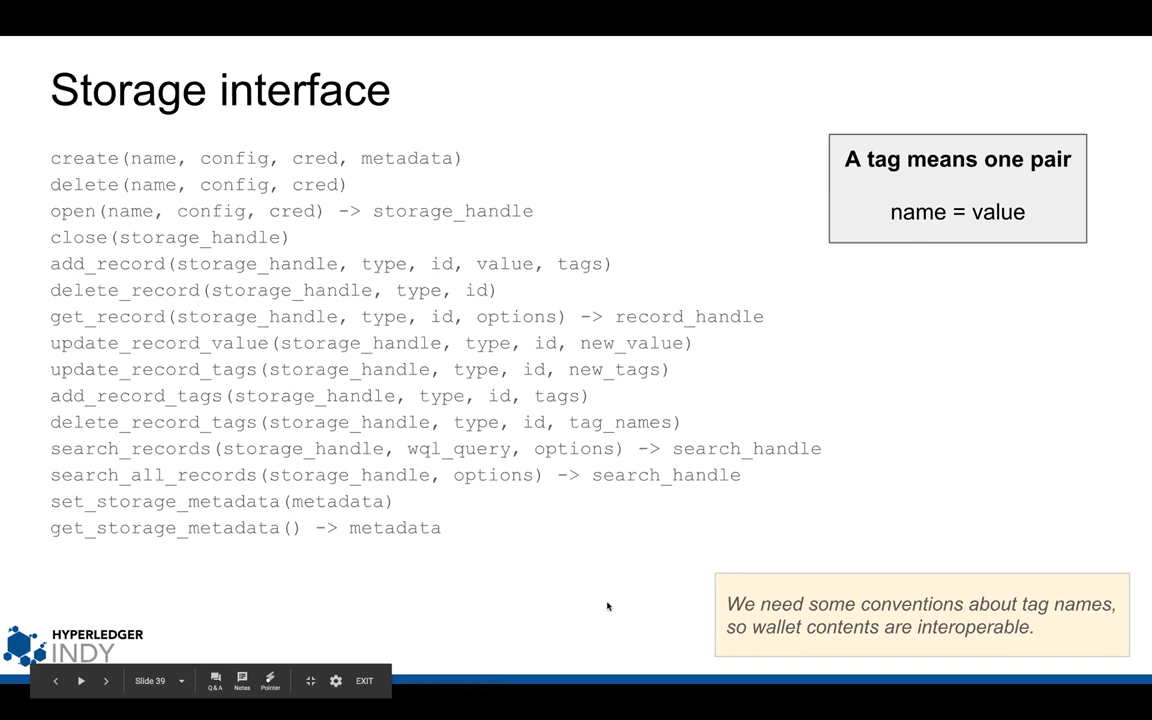 Storage interface
create(name, config, cred, metadata)
delete(name, config, cred)
open(name, config, cred) -> storage_handle
close(storage_handle)
add_record(storage_handle, type, id, value, tags)
delete_record(storage_handle, type, id)
get_record(storage_handle, type, id, options) -> record_handle
update_record_value(storage_handle, type, id, new_value)
update_record_tags(storage_handle, type, id, new_tags)
add_record_tags(storage_handle, type, id, tags)
delete_record_tags(storage_handle, type, id, tag_names)
search_records(storage_handle, wql_query, options) -> search_handle
search_all_records(storage_handle, options) -> search_handle
set_storage_metadata(metadata)
get_storage_metadata() -> metadata
A tag means one pair
name = value
We need some conventions about tag names,
so wallet contents are interoperable.
HYPERLEDGER
INDY
Slide 39
Q&A
Notes
Pointer
EXIT